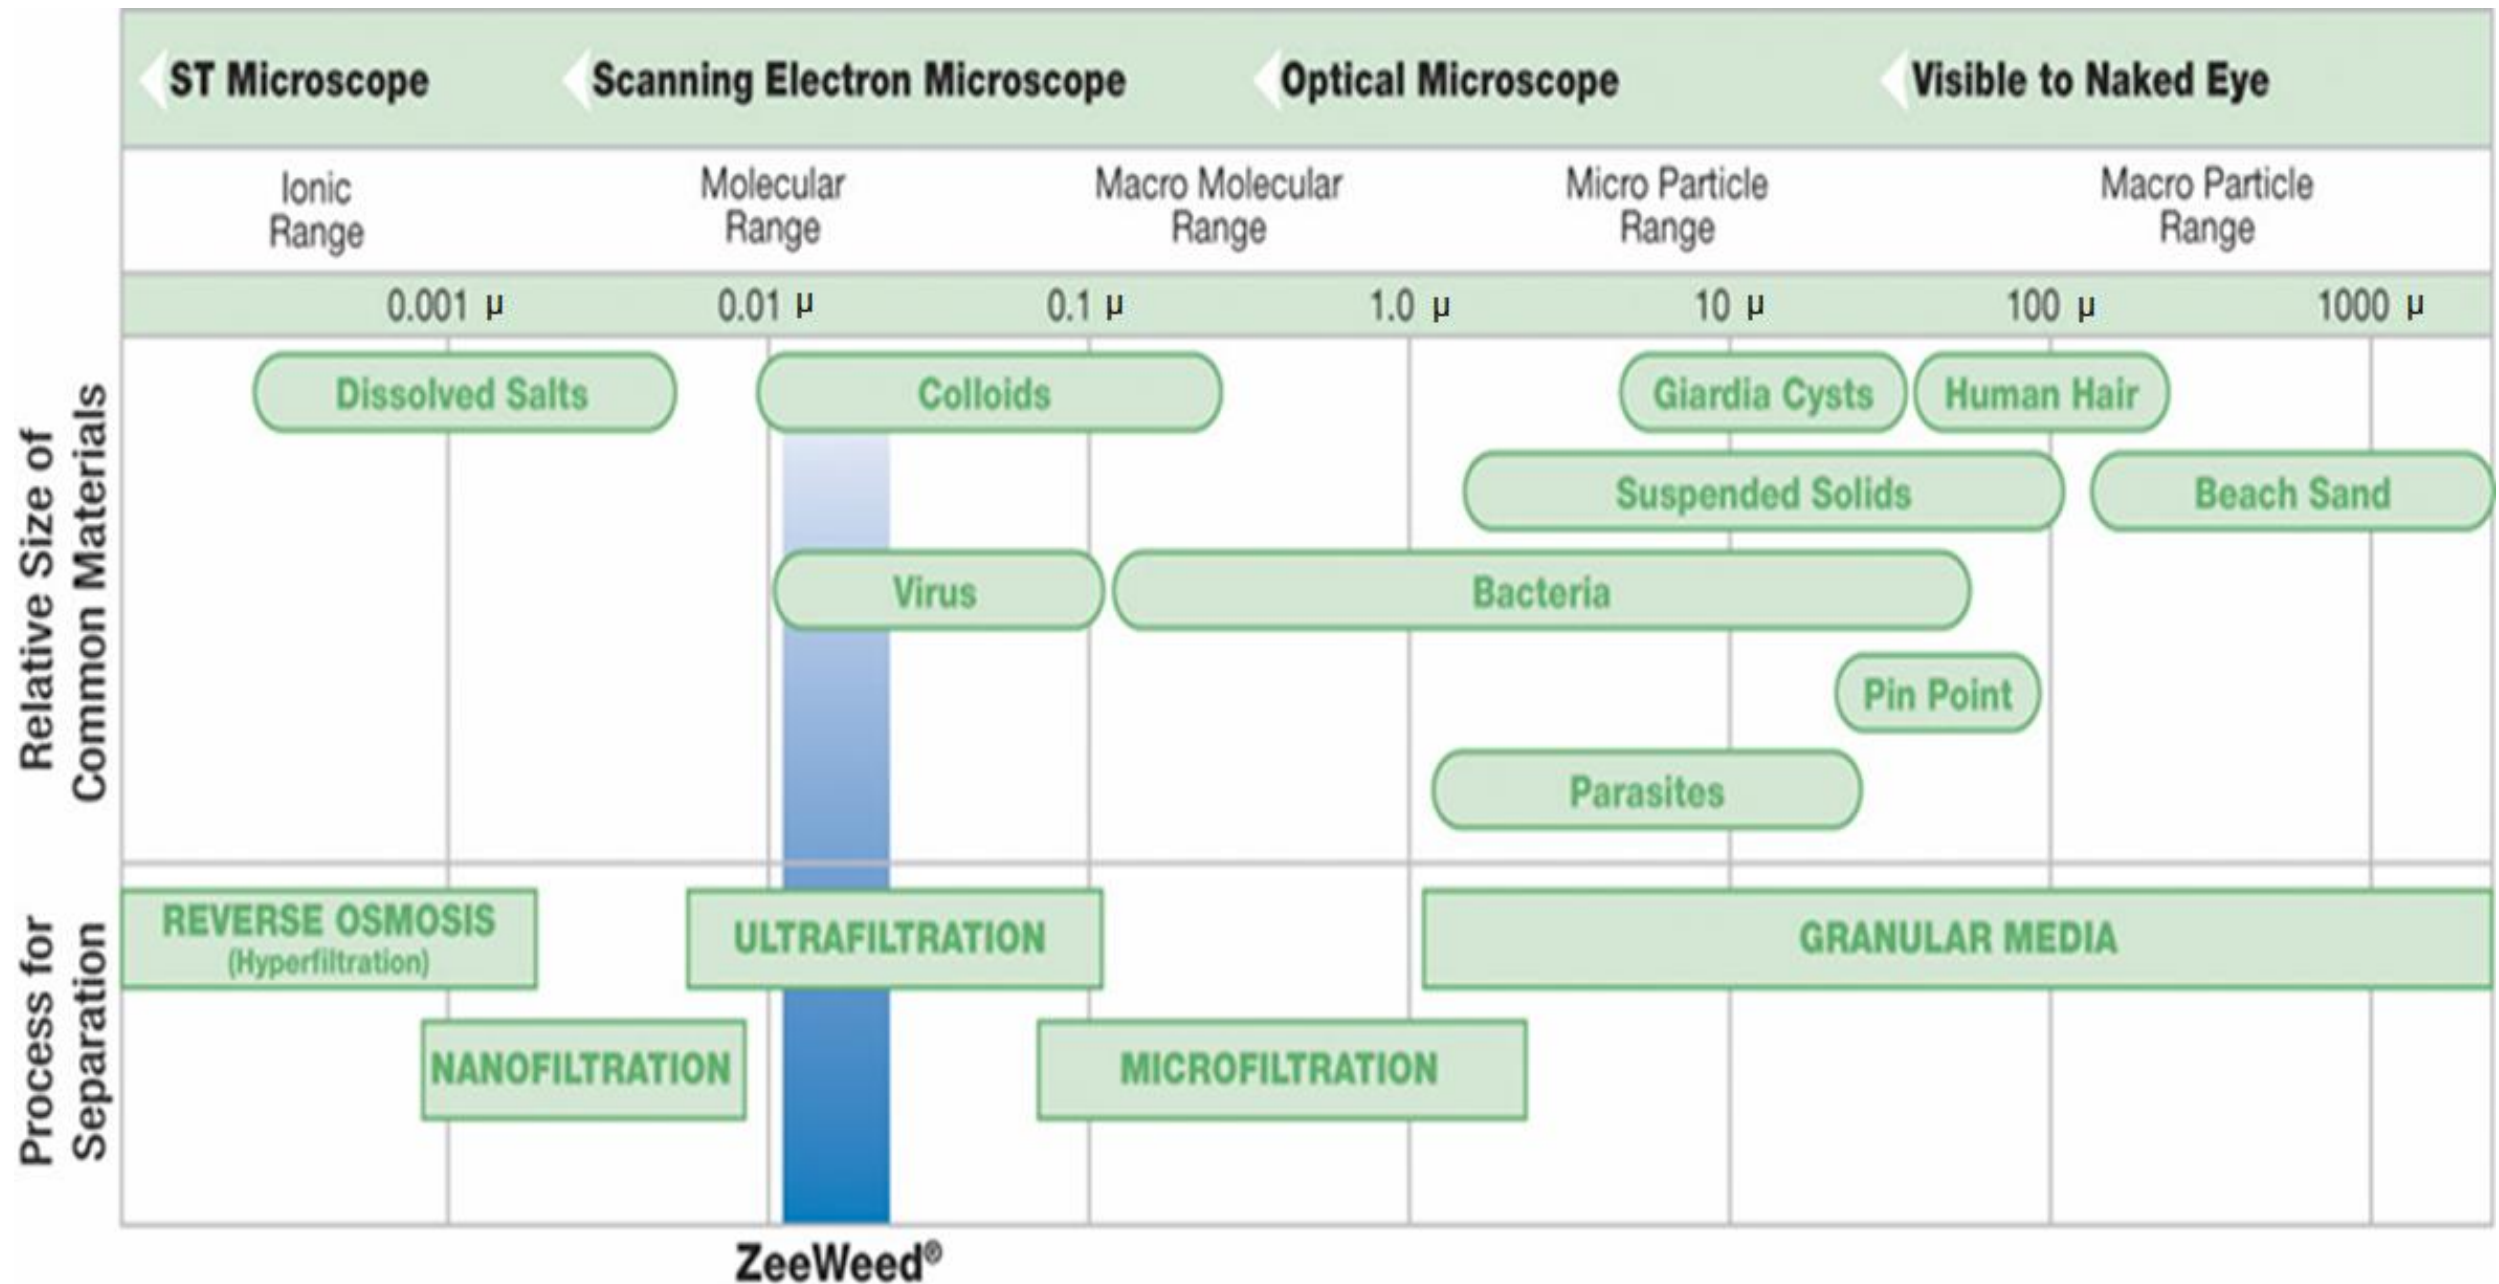 ST Microscope
Scanning Electron Microscope
Optical Microscope
Visible to Naked Eye
Ionic
Range
Molecular
Range
Macro Molecular
Range
Micro Particle
Range
Macro Particle
Range
0.001 µ
0.01 µ
0.1 µ
1.0 µ
10 µ
100 µ
1000 µ
Relative Size of
Common Materials
Dissolved Salts
Colloids
Giardia Cysts
Human Hair
Suspended Solids
Beach Sand
Virus
Bacteria
Pin Point
Parasites
Process for
Separation
REVERSE OSMOSIS
(Hyperfiltration)
ULTRAFILTRATION
GRANULAR MEDIA
NANOFILTRATION
MICROFILTRATION
ZeeWeed®